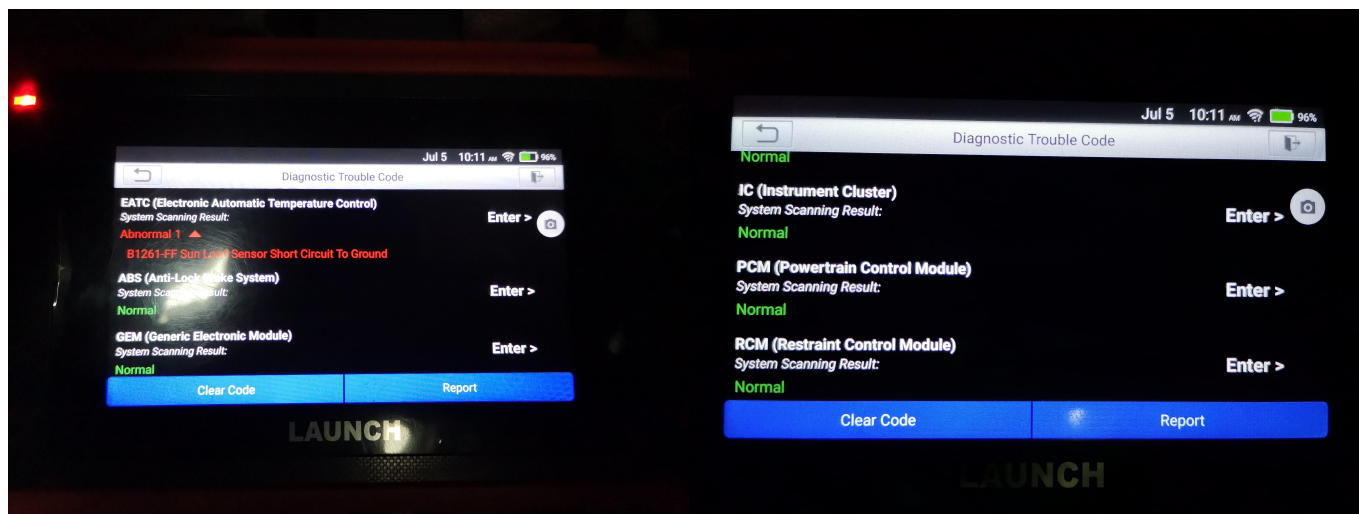 Jul 5 10:11 AM 96%
Diagnostic Trouble Code
EATC (Electronic Automatic Temperature Control)
System Scanning Result:
Enter >
Abnormal 1
B1261-FF Sun Load Sensor Short Circuit To Ground
ABS (Anti-Lock Brake System)
System Scanning Result:
Enter >
Normal
GEM (Generic Electronic Module)
System Scanning Result:
Enter >
Normal
Clear Code
Report
LAUNCH
Jul 5 10:11 AM 96%
Diagnostic Trouble Code
Normal
IC (Instrument Cluster)
System Scanning Result:
Enter >
Normal
PCM (Powertrain Control Module)
System Scanning Result:
Enter >
Normal
RCM (Restraint Control Module)
System Scanning Result:
Enter >
Normal
Clear Code
Report
LAUNCH